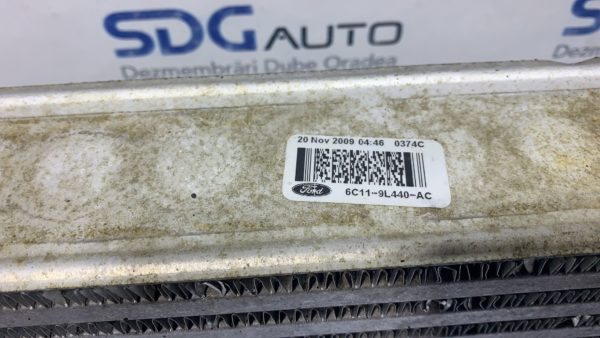 SDG AUTO
Dezmembrări Dube Oradea
20 Nov 2009 04:46 0374C
Ford 6C11-9L440-AC